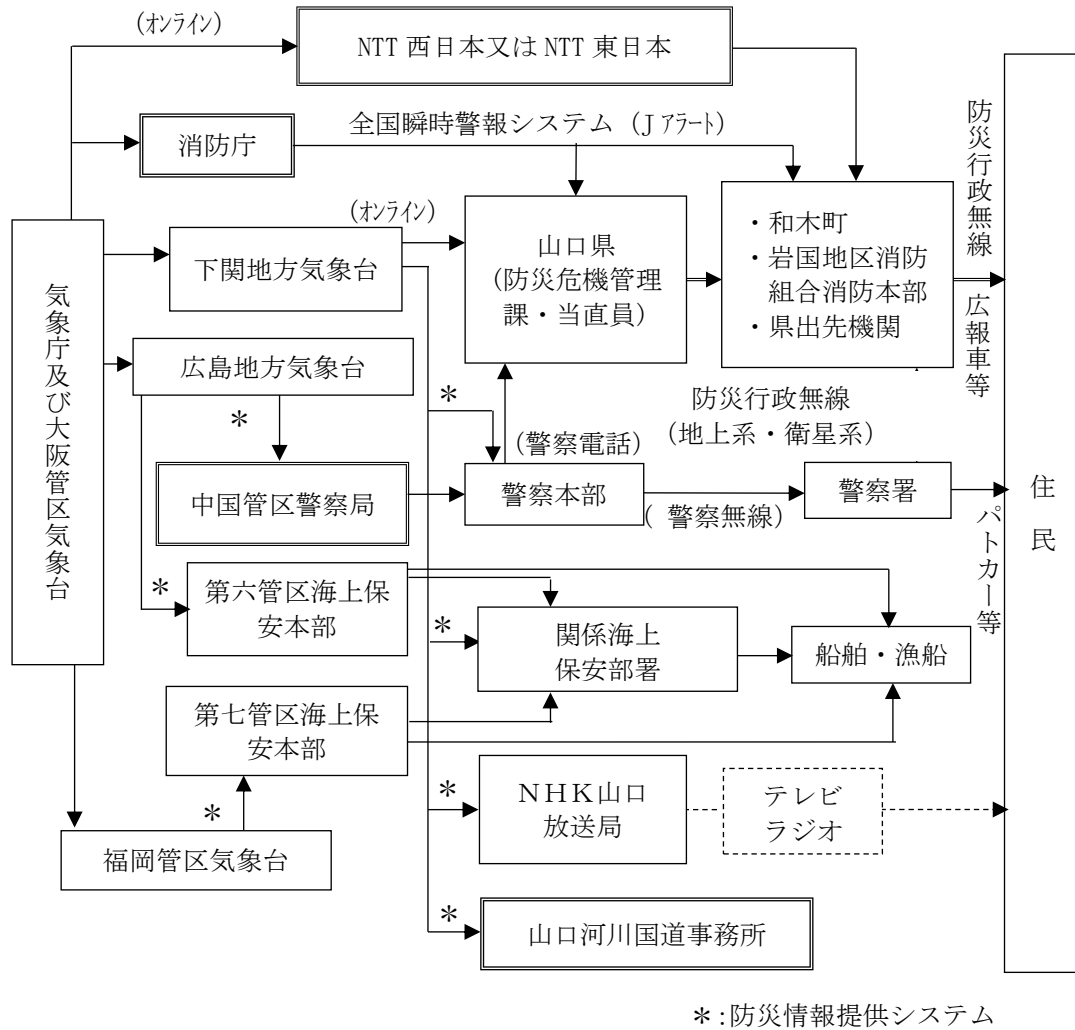 (ｵﾝﾗｲﾝ)
NTT 西日本又は NTT 東日本
消防庁
全国瞬時警報システム（J ｱﾗｰﾄ）
防災行政無線
広報車等
気象庁及び大阪管区気象台
下関地方気象台
(ｵﾝﾗｲﾝ)
山口県
(防災危機管理
課・当直員）
・和木町
・岩国地区消防
組合消防本部
・県出先機関
広島地方気象台
＊
＊
防災行政無線
（地上系・衛星系）
(警察電話）
中国管区警察局
警察本部
( 警察無線）
警察署
パトカー等
住
民
＊
第六管区海上保
安本部
＊
関係海上
保安部署
船舶・漁船
第七管区海上保
安本部
＊
ＮＨＫ山口
放送局
テレビ
ラジオ
＊
福岡管区気象台
＊
山口河川国道事務所
＊:防災情報提供システム